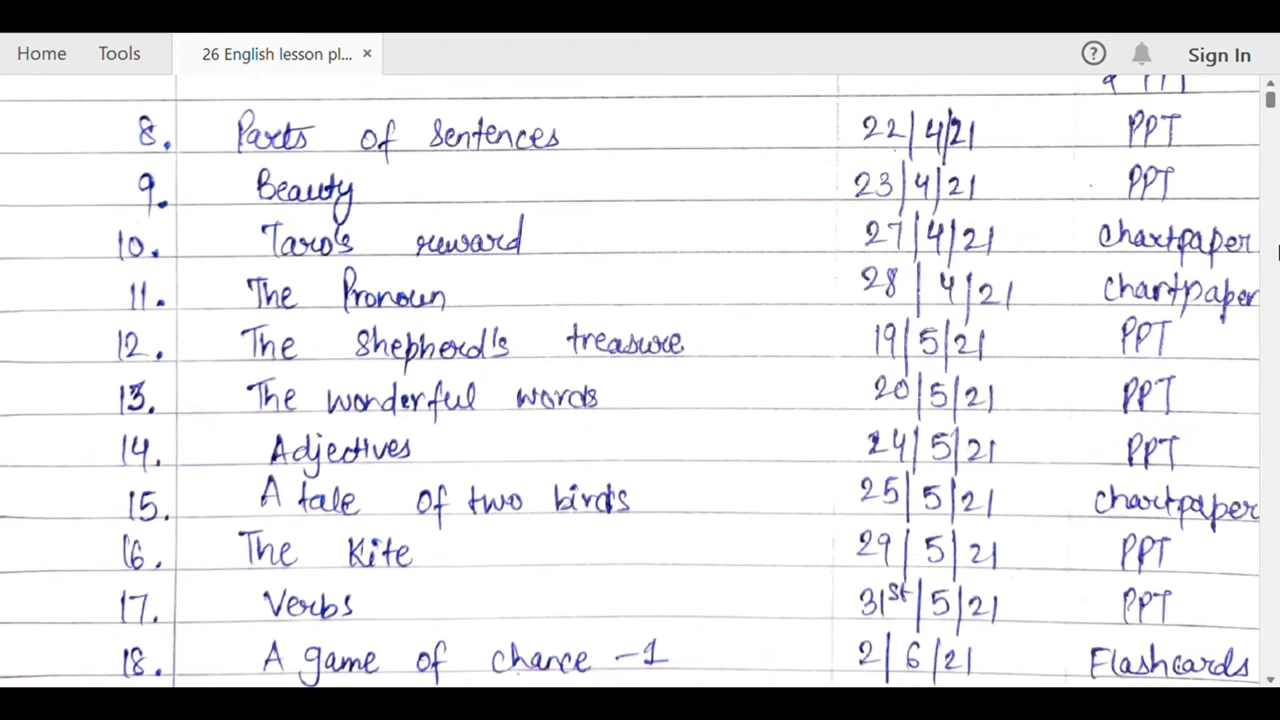 Home Tools 26 English lesson pl... × ? Sign In
8. Parts of sentences 22/4/21 PPT
9. Beauty 23/4/21 PPT
10. Taro's reward 27/4/21 Chartpaper
11. The Pronoun 28/4/21 Chartpaper
12. The shepherd's treasure 19/5/21 PPT
13. The wonderful words 20/5/21 PPT
14. Adjectives 24/5/21 PPT
15. A tale of two birds 25/5/21 Chartpaper
16. The Kite 29/5/21 PPT
17. Verbs 31st/5/21 PPT
18. A game of chance -1 2/6/21 Flashcards